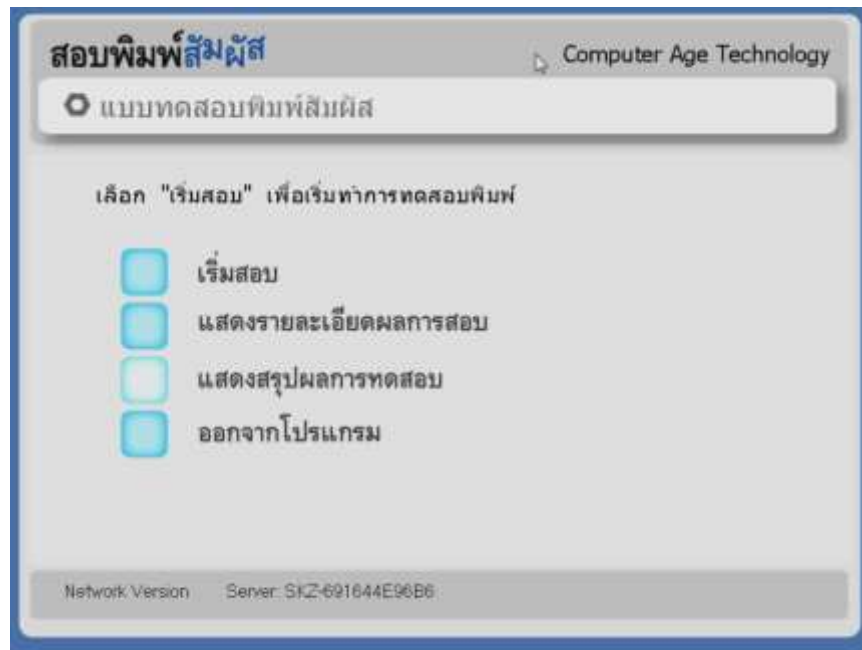 สอบพิมพ์สัมผัส
Computer Age Technology
แบบทดสอบพิมพ์สัมผัส
เลือก "เริ่มสอบ" เพื่อเริ่มทำการทดสอบพิมพ์
เริ่มสอบ
แสดงรายละเอียดผลการสอบ
แสดงสรุปผลการทดสอบ
ออกจากโปรแกรม
Network Version Server: SKZ-691644E96B6